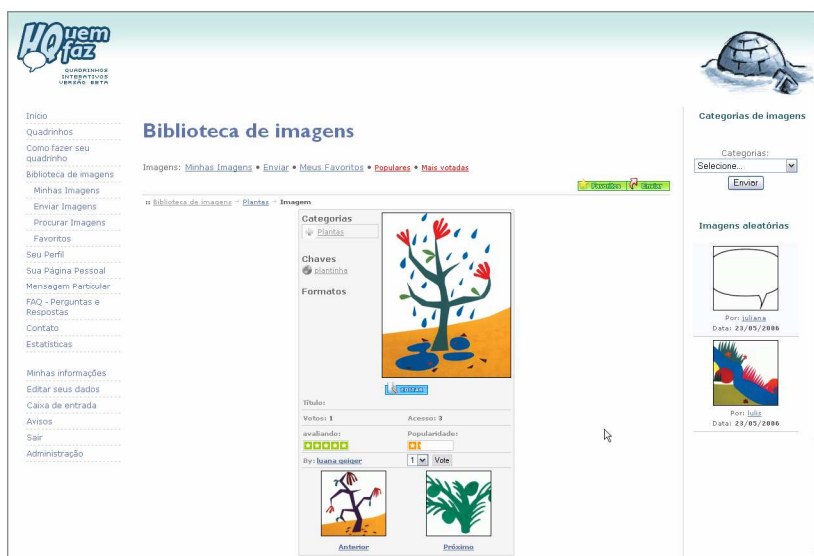 HQuem
faz
QUADRINHOS
INTERATIVOS
VERSÃO BETA
Início
Quadrinhos
Como fazer seu
quadrinho
Biblioteca de imagens
Minhas Imagens
Enviar Imagens
Procurar Imagens
Favoritos
Seu Perfil
Sua Página Pessoal
Mensagem Particular
FAQ - Perguntas e
Respostas
Contato
Estatísticas
Minhas informações
Editar seus dados
Caixa de entrada
Avisos
Sair
Administração
Biblioteca de imagens
Imagens: Minhas Imagens • Enviar • Meus Favoritos • Populares • Mais votadas
Favoritos Enviar
:: Biblioteca de imagens - Plantas - Imagem
Categorias
Plantas
Chaves
plantinha
Formatos
Título:
Votos: 1 Acesso: 3
avaliando: Popularidade:
By: luana geiger 1 Vote
Anterior Próximo
Categorias de imagens
Categorias:
Selecione...
Enviar
Imagens aleatórias
Por: juliana
Data: 23/05/2006
Por: lulis
Data: 23/05/2006